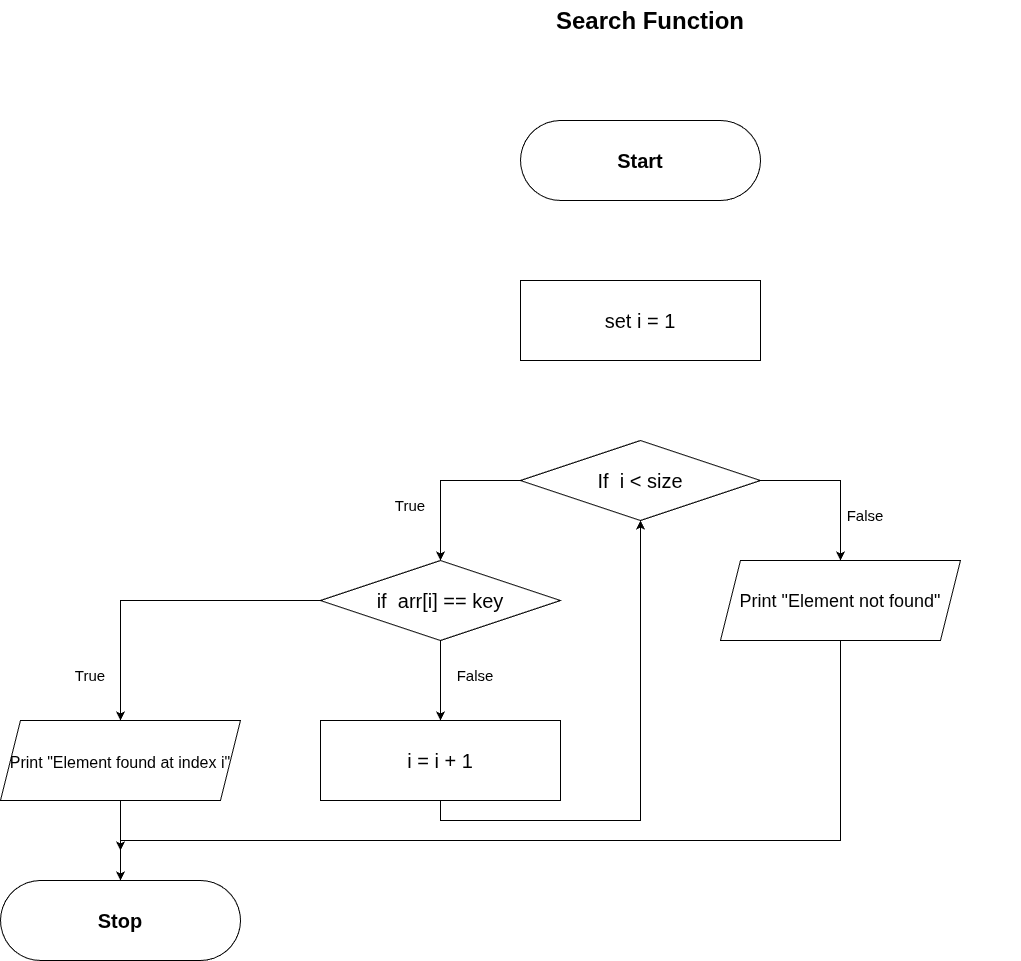 Search Function
Start
set i = 1
If  i < size
True
False
if  arr[i] == key
Print "Element not found"
True
False
Print "Element found at index i"
i = i + 1
Stop